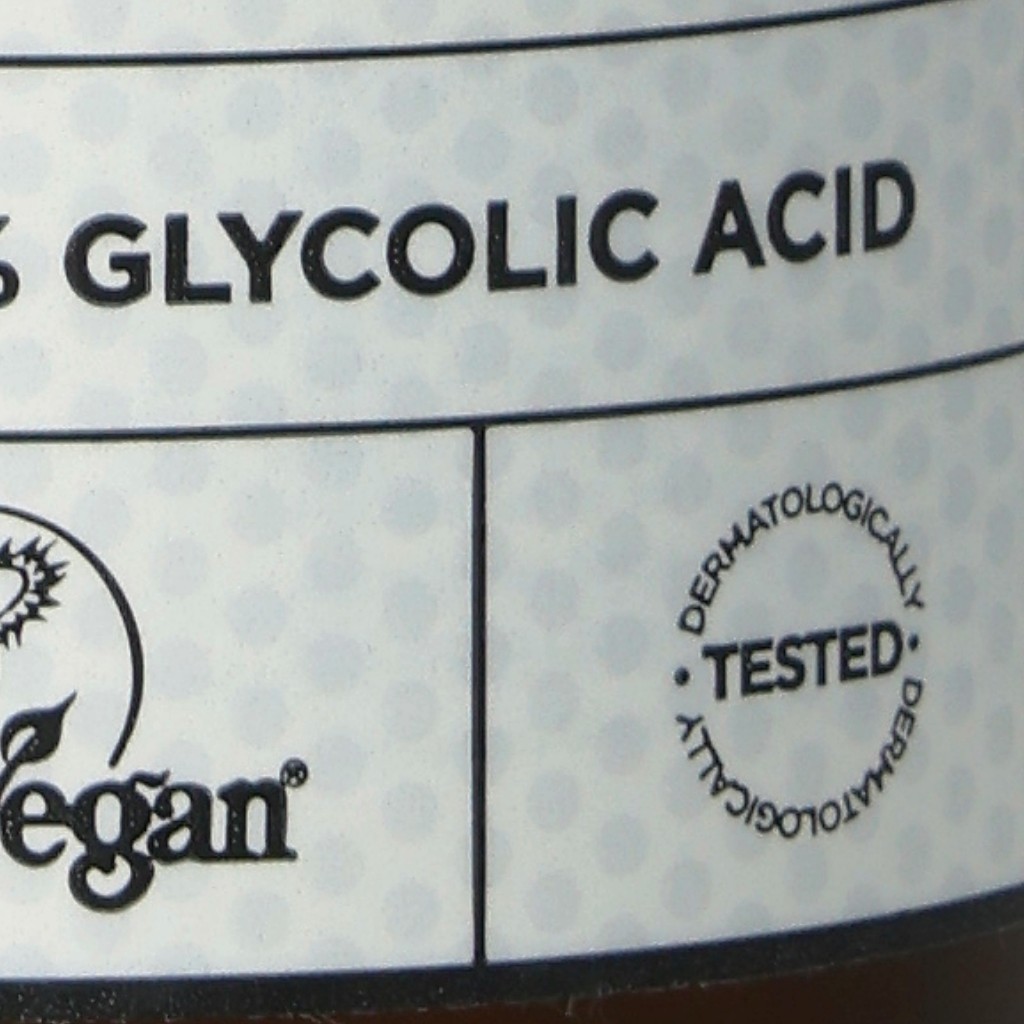 % GLYCOLIC ACID
egan®
DERMATOLOGICALLY
• TESTED •
DERMATOLOGICALLY